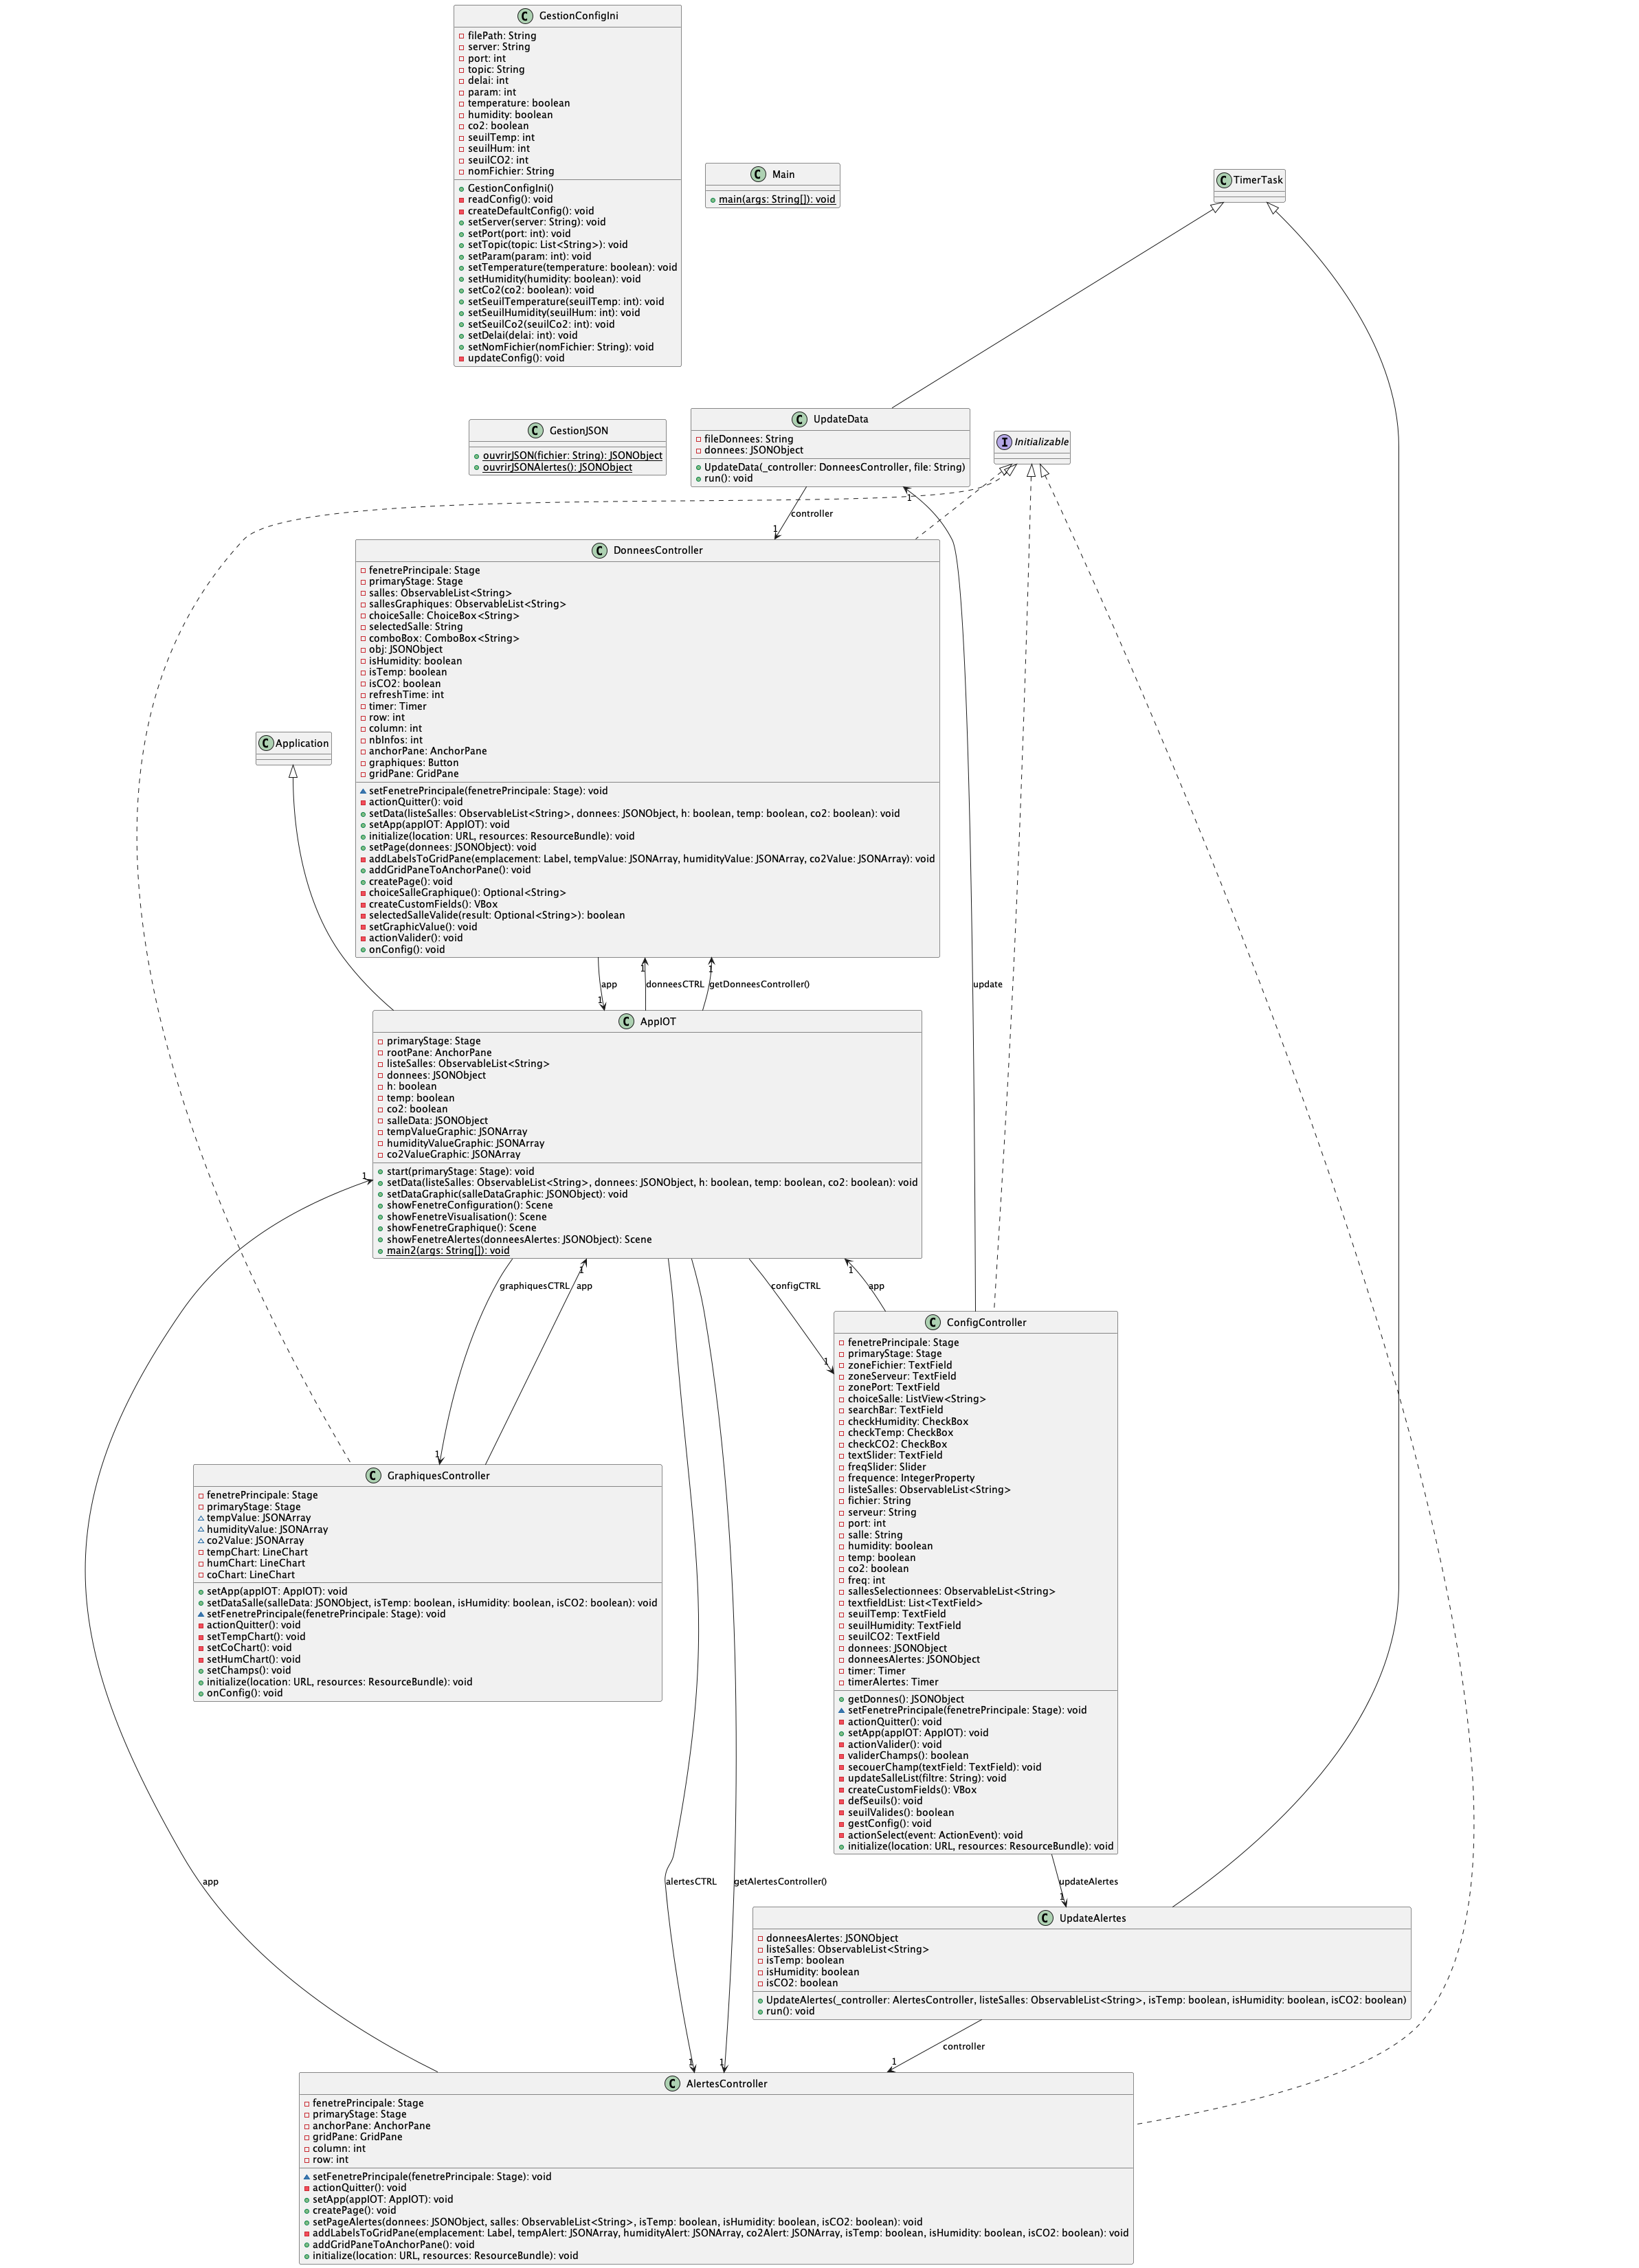 GestionConfigIni
filePath: String
server: String
port: int
topic: String
delai: int
param: int
temperature: boolean
humidity: boolean
co2: boolean
seuilTemp: int
seuilHum: int
seuilCO2: int
nomFichier: String
GestionConfigIni()
readConfig(): void
createDefaultConfig(): void
setServer(server: String): void
setPort(port: int): void
setTopic(topic: List<String>): void
setParam(param: int): void
setTemperature(temperature: boolean): void
setHumidity(humidity: boolean): void
setCo2(co2: boolean): void
setSeuilTemperature(seuilTemp: int): void
setSeuilHumidity(seuilHum: int): void
setSeuilCo2(seuilCo2: int): void
setDelai(delai: int): void
setNomFichier(nomFichier: String): void
updateConfig(): void
Main
main(args: String[]): void
TimerTask
GestionJSON
ouvrirJSON(fichier: String): JSONObject
ouvrirJSONAlertes(): JSONObject
UpdateData
fileDonnees: String
donnees: JSONObject
UpdateData(_controller: DonneesController, file: String)
run(): void
Initializable
1
controller
1
DonneesController
fenetrePrincipale: Stage
primaryStage: Stage
salles: ObservableList<String>
sallesGraphiques: ObservableList<String>
choiceSalle: ChoiceBox<String>
selectedSalle: String
comboBox: ComboBox<String>
obj: JSONObject
isHumidity: boolean
isTemp: boolean
isCO2: boolean
refreshTime: int
timer: Timer
row: int
column: int
nbInfos: int
anchorPane: AnchorPane
graphiques: Button
gridPane: GridPane
setFenetrePrincipale(fenetrePrincipale: Stage): void
actionQuitter(): void
setData(listeSalles: ObservableList<String>, donnees: JSONObject, h: boolean, temp: boolean, co2: boolean): void
setApp(appIOT: AppIOT): void
initialize(location: URL, resources: ResourceBundle): void
setPage(donnees: JSONObject): void
addLabelsToGridPane(emplacement: Label, tempValue: JSONArray, humidityValue: JSONArray, co2Value: JSONArray): void
addGridPaneToAnchorPane(): void
createPage(): void
choiceSalleGraphique(): Optional<String>
createCustomFields(): VBox
selectedSalleValide(result: Optional<String>): boolean
setGraphicValue(): void
actionValider(): void
onConfig(): void
Application
1
1
app
donneesCTRL
getDonneesController()
update
1
AppIOT
primaryStage: Stage
rootPane: AnchorPane
listeSalles: ObservableList<String>
donnees: JSONObject
h: boolean
temp: boolean
co2: boolean
salleData: JSONObject
tempValueGraphic: JSONArray
humidityValueGraphic: JSONArray
co2ValueGraphic: JSONArray
start(primaryStage: Stage): void
setData(listeSalles: ObservableList<String>, donnees: JSONObject, h: boolean, temp: boolean, co2: boolean): void
setDataGraphic(salleDataGraphic: JSONObject): void
showFenetreConfiguration(): Scene
showFenetreVisualisation(): Scene
showFenetreGraphique(): Scene
showFenetreAlertes(donneesAlertes: JSONObject): Scene
main2(args: String[]): void
1
1
1
graphiquesCTRL
app
configCTRL
app
1
1
ConfigController
fenetrePrincipale: Stage
primaryStage: Stage
zoneFichier: TextField
zoneServeur: TextField
zonePort: TextField
choiceSalle: ListView<String>
searchBar: TextField
checkHumidity: CheckBox
checkTemp: CheckBox
checkCO2: CheckBox
textSlider: TextField
freqSlider: Slider
frequence: IntegerProperty
listeSalles: ObservableList<String>
fichier: String
serveur: String
port: int
salle: String
humidity: boolean
temp: boolean
co2: boolean
freq: int
sallesSelectionnees: ObservableList<String>
textfieldList: List<TextField>
seuilTemp: TextField
seuilHumidity: TextField
seuilCO2: TextField
donnees: JSONObject
donneesAlertes: JSONObject
timer: Timer
timerAlertes: Timer
getDonnes(): JSONObject
setFenetrePrincipale(fenetrePrincipale: Stage): void
actionQuitter(): void
setApp(appIOT: AppIOT): void
actionValider(): void
validerChamps(): boolean
secouerChamp(textField: TextField): void
updateSalleList(filtre: String): void
createCustomFields(): VBox
defSeuils(): void
seuilValides(): boolean
gestConfig(): void
actionSelect(event: ActionEvent): void
initialize(location: URL, resources: ResourceBundle): void
GraphiquesController
fenetrePrincipale: Stage
primaryStage: Stage
tempValue: JSONArray
humidityValue: JSONArray
co2Value: JSONArray
tempChart: LineChart
humChart: LineChart
coChart: LineChart
setApp(appIOT: AppIOT): void
setDataSalle(salleData: JSONObject, isTemp: boolean, isHumidity: boolean, isCO2: boolean): void
setFenetrePrincipale(fenetrePrincipale: Stage): void
actionQuitter(): void
setTempChart(): void
setCoChart(): void
setHumChart(): void
setChamps(): void
initialize(location: URL, resources: ResourceBundle): void
onConfig(): void
app
alertesCTRL
getAlertesController()
updateAlertes
1
UpdateAlertes
donneesAlertes: JSONObject
listeSalles: ObservableList<String>
isTemp: boolean
isHumidity: boolean
isCO2: boolean
UpdateAlertes(_controller: AlertesController, listeSalles: ObservableList<String>, isTemp: boolean, isHumidity: boolean, isCO2: boolean)
run(): void
controller
1
1
1
AlertesController
fenetrePrincipale: Stage
primaryStage: Stage
anchorPane: AnchorPane
gridPane: GridPane
column: int
row: int
setFenetrePrincipale(fenetrePrincipale: Stage): void
actionQuitter(): void
setApp(appIOT: AppIOT): void
createPage(): void
setPageAlertes(donnees: JSONObject, salles: ObservableList<String>, isTemp: boolean, isHumidity: boolean, isCO2: boolean): void
addLabelsToGridPane(emplacement: Label, tempAlert: JSONArray, humidityAlert: JSONArray, co2Alert: JSONArray, isTemp: boolean, isHumidity: boolean, isCO2: boolean): void
addGridPaneToAnchorPane(): void
initialize(location: URL, resources: ResourceBundle): void